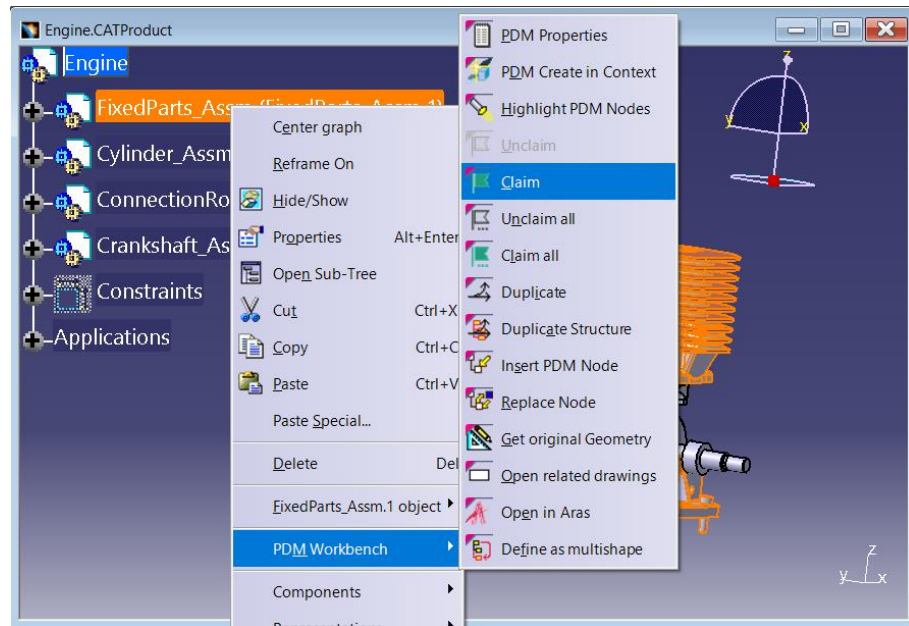 Engine.CATProduct
Engine
FixedParts_Assm (FixedParts_Assm.1)
Cylinder_Assm
ConnectionRo
Crankshaft_As
Constraints
Applications
Center graph
Reframe On
Hide/Show
Properties Alt+Enter
Open Sub-Tree
Cut Ctrl+X
Copy Ctrl+C
Paste Ctrl+V
Paste Special...
Delete Del
FixedParts_Assm.1 object
PDM Workbench
Components
PDM Properties
PDM Create in Context
Highlight PDM Nodes
Unclaim
Claim
Unclaim all
Claim all
Duplicate
Duplicate Structure
Insert PDM Node
Replace Node
Get original Geometry
Open related drawings
Open in Aras
Define as multishape
z
y x
z
y x